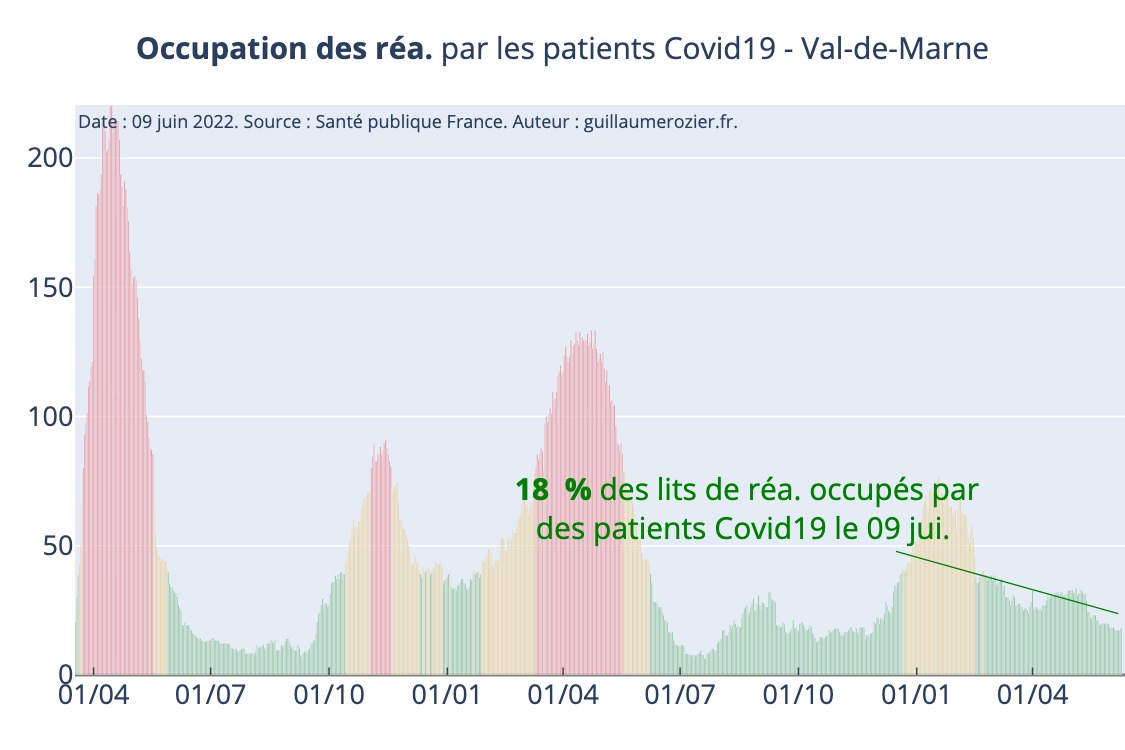 Occupation des réa. par les patients Covid19 - Val-de-Marne
Date : 09 juin 2022. Source : Santé publique France. Auteur : guillaumerozier.fr.
200
150
100
50
0
18 % des lits de réa. occupés par
des patients Covid19 le 09 jui.
01/04 01/07 01/10 01/01 01/04 01/07 01/10 01/01 01/04